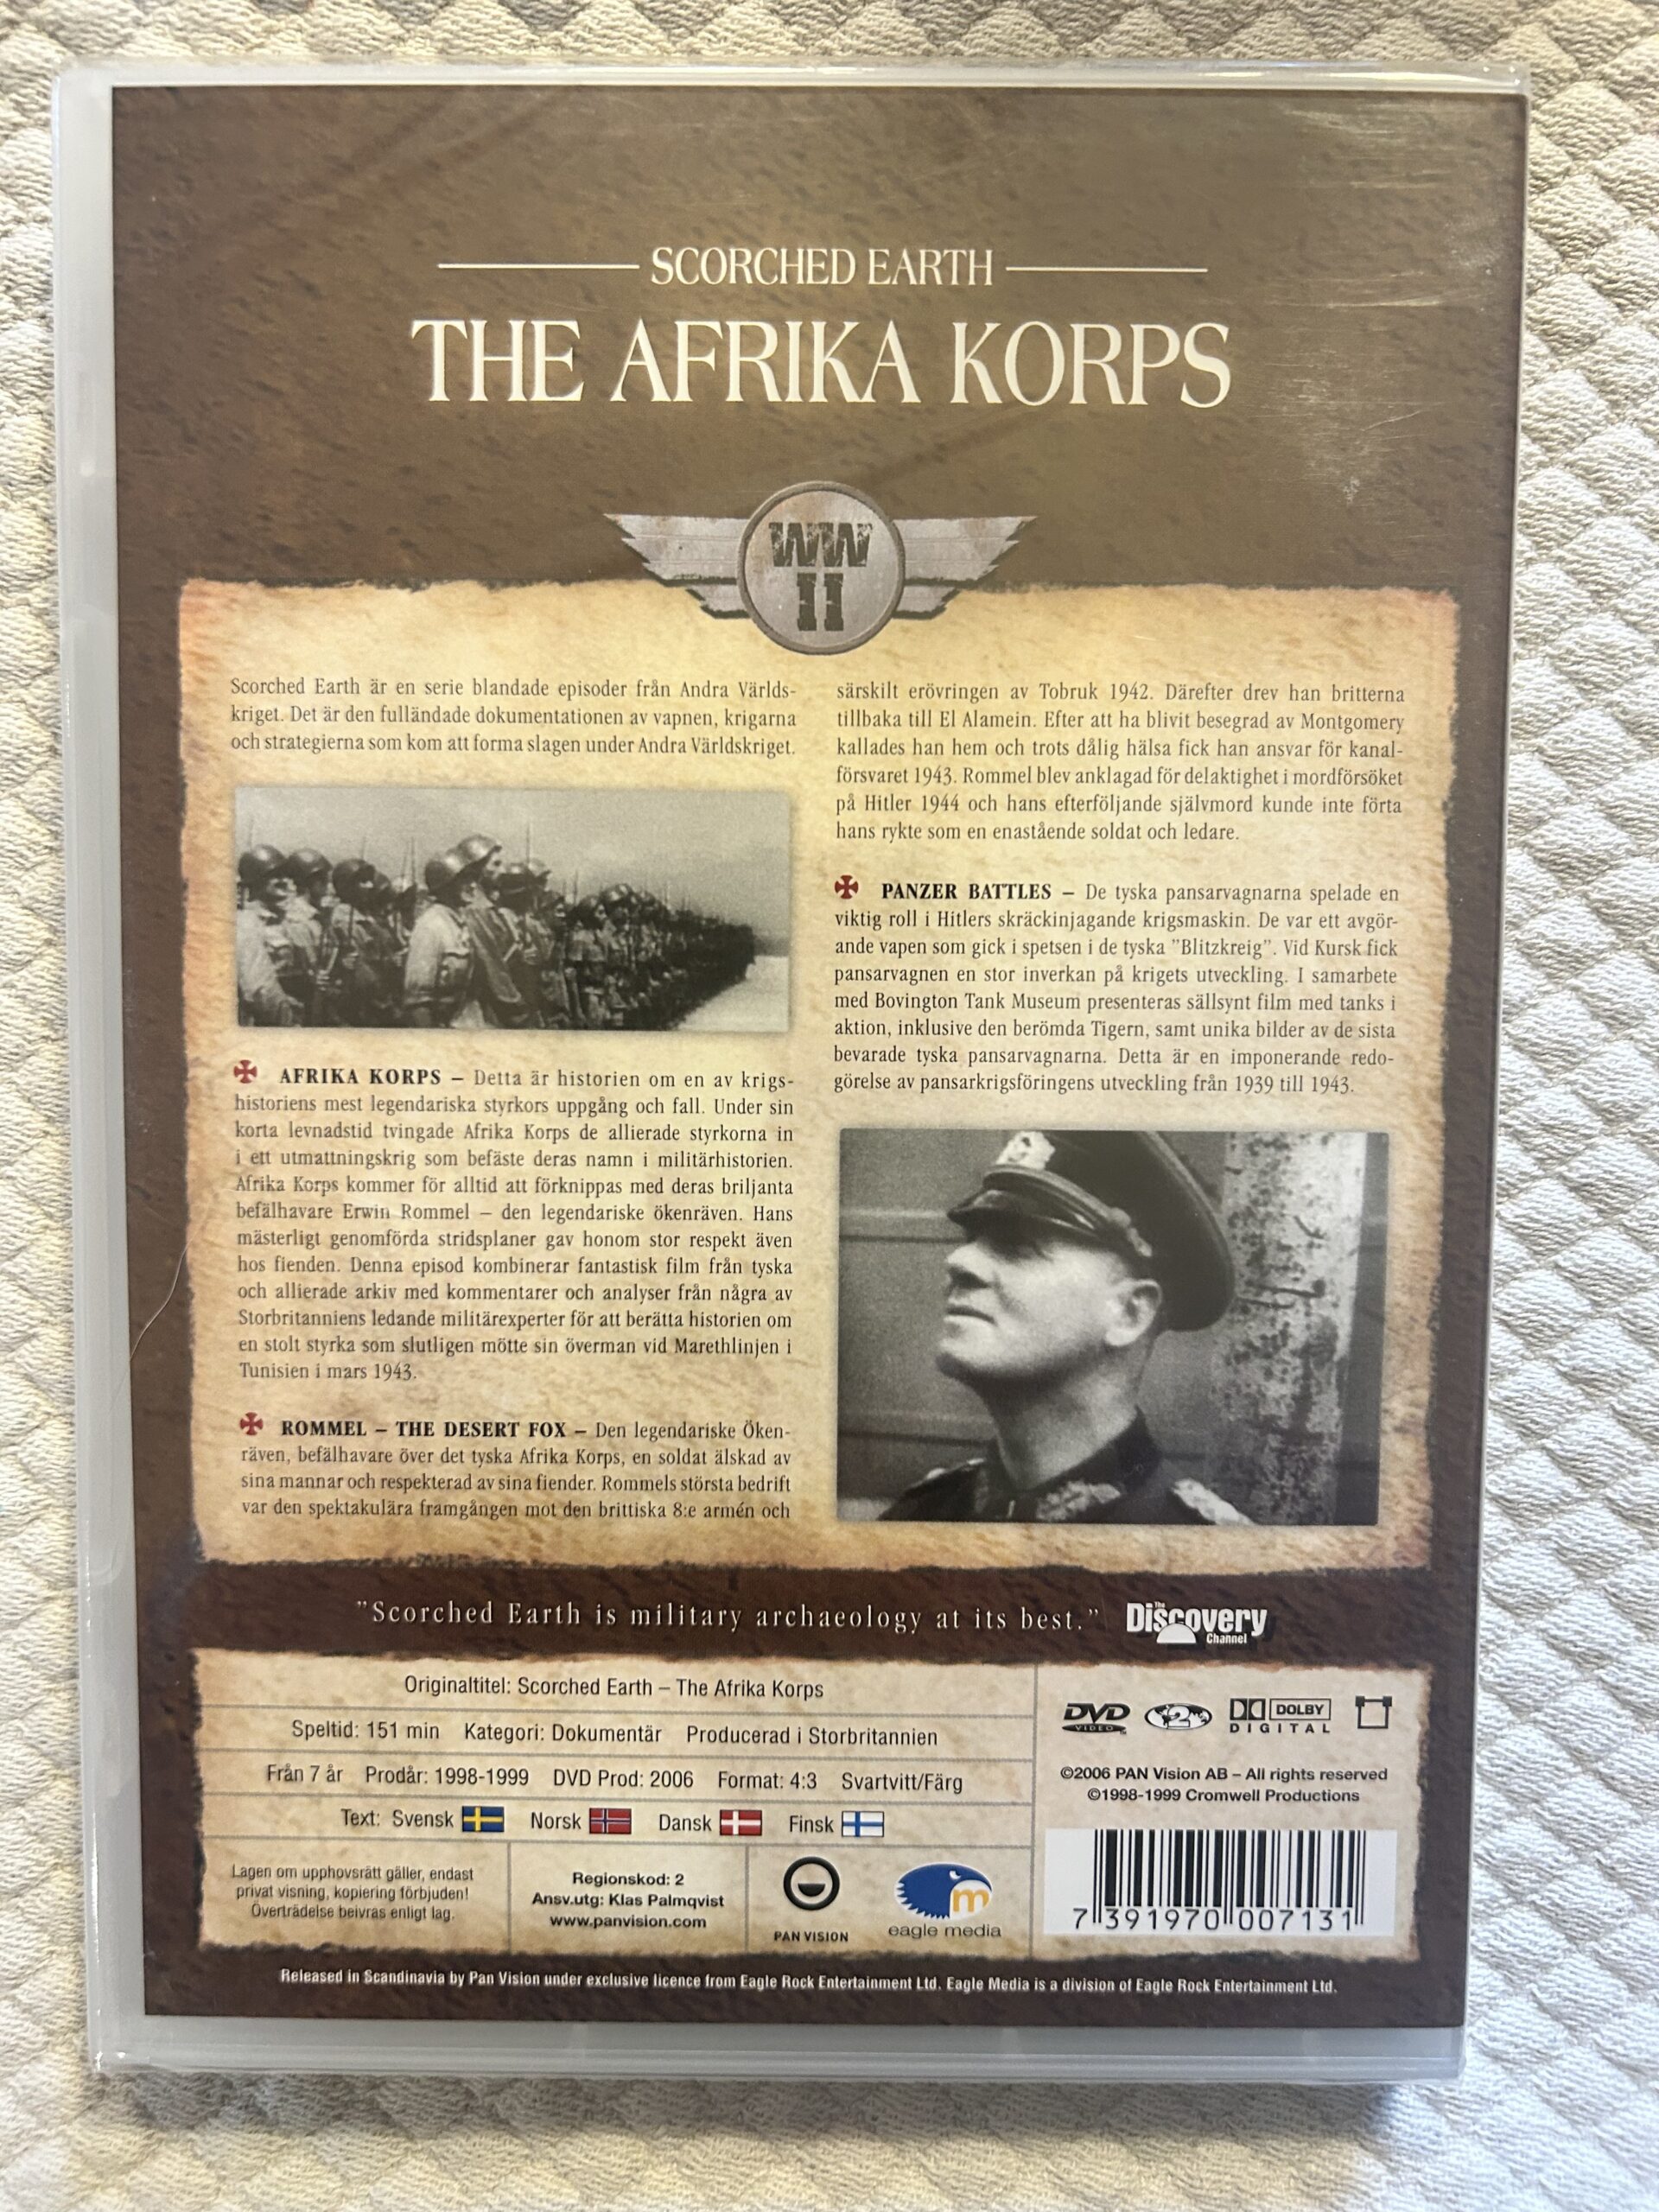 SCORCHED EARTH
THE AFRIKA KORPS
WW
II
Scorched Earth är en serie blandade episoder från Andra Världs-
kriget. Det är den fulländade dokumentationen av vapnen, krigarna
och strategierna som kom att forma slagen under Andra Världskriget.
AFRIKA KORPS – Detta är historien om en av krigs-
historiens mest legendariska styrkors uppgång och fall. Under sin
korta levnadstid tvingade Afrika Korps de allierade styrkorna in
i ett utmattningskrig som befäste deras namn i militärhistorien.
Afrika Korps kommer för alltid att förknippas med deras briljanta
befälhavare Erwin Rommel – den legendariske ökenräven. Hans
mästerligt genomförda stridsplaner gav honom stor respekt även
hos fienden. Denna episod kombinerar fantastisk film från tyska
och allierade arkiv med kommentarer och analyser från några av
Storbritanniens ledande militärexperter för att berätta historien om
en stolt styrka som slutligen mötte sin överman vid Marethlinjen i
Tunisien i mars 1943.
ROMMEL – THE DESERT FOX – Den legendariske Öken-
räven, befälhavare över det tyska Afrika Korps, en soldat älskad av
sina mannar och respekterad av sina fiender. Rommels största bedrift
var den spektakulära framgången mot den brittiska 8:e armén och
särskilt erövringen av Tobruk 1942. Därefter drev han britterna
tillbaka till El Alamein. Efter att ha blivit besegrad av Montgomery
kallades han hem och trots dålig hälsa fick han ansvar för kanal-
försvaret 1943. Rommel blev anklagad för delaktighet i mordförsöket
på Hitler 1944 och hans efterföljande självmord kunde inte förta
hans rykte som en enastående soldat och ledare.
PANZER BATTLES – De tyska pansarvagnarna spelade en
viktig roll i Hitlers skräckinjagande krigsmaskin. De var ett avgör-
ande vapen som gick i spetsen i de tyska ”Blitzkreig”. Vid Kursk fick
pansarvagnen en stor inverkan på krigets utveckling. I samarbete
med Bovington Tank Museum presenteras sällsynt film med tanks i
aktion, inklusive den berömda Tigern, samt unika bilder av de sista
bevarade tyska pansarvagnarna. Detta är en imponerande redo-
görelse av pansarkrigsföringens utveckling från 1939 till 1943.
”Scorched Earth is military archaeology at its best.” The Discovery Channel
Originaltitel: Scorched Earth – The Afrika Korps
Speltid: 151 min Kategori: Dokumentär Producerad i Storbritannien
Från 7 år Prodår: 1998-1999 DVD Prod: 2006 Format: 4:3 Svartvitt/Färg
Text: Svensk Norsk Dansk Finsk
Lagen om upphovsrätt gäller, endast
privat visning, kopiering förbjuden!
Överträdelse beivras enligt lag.
Regionskod: 2
Ansv.utg: Klas Palmqvist
www.panvision.com
PAN VISION
m
eagle media
DVD VIDEO 2 DOLBY DIGITAL
©2006 PAN Vision AB – All rights reserved
©1998-1999 Cromwell Productions
7 391970 007131
Released in Scandinavia by Pan Vision under exclusive licence from Eagle Rock Entertainment Ltd. Eagle Media is a division of Eagle Rock Entertainment Ltd.